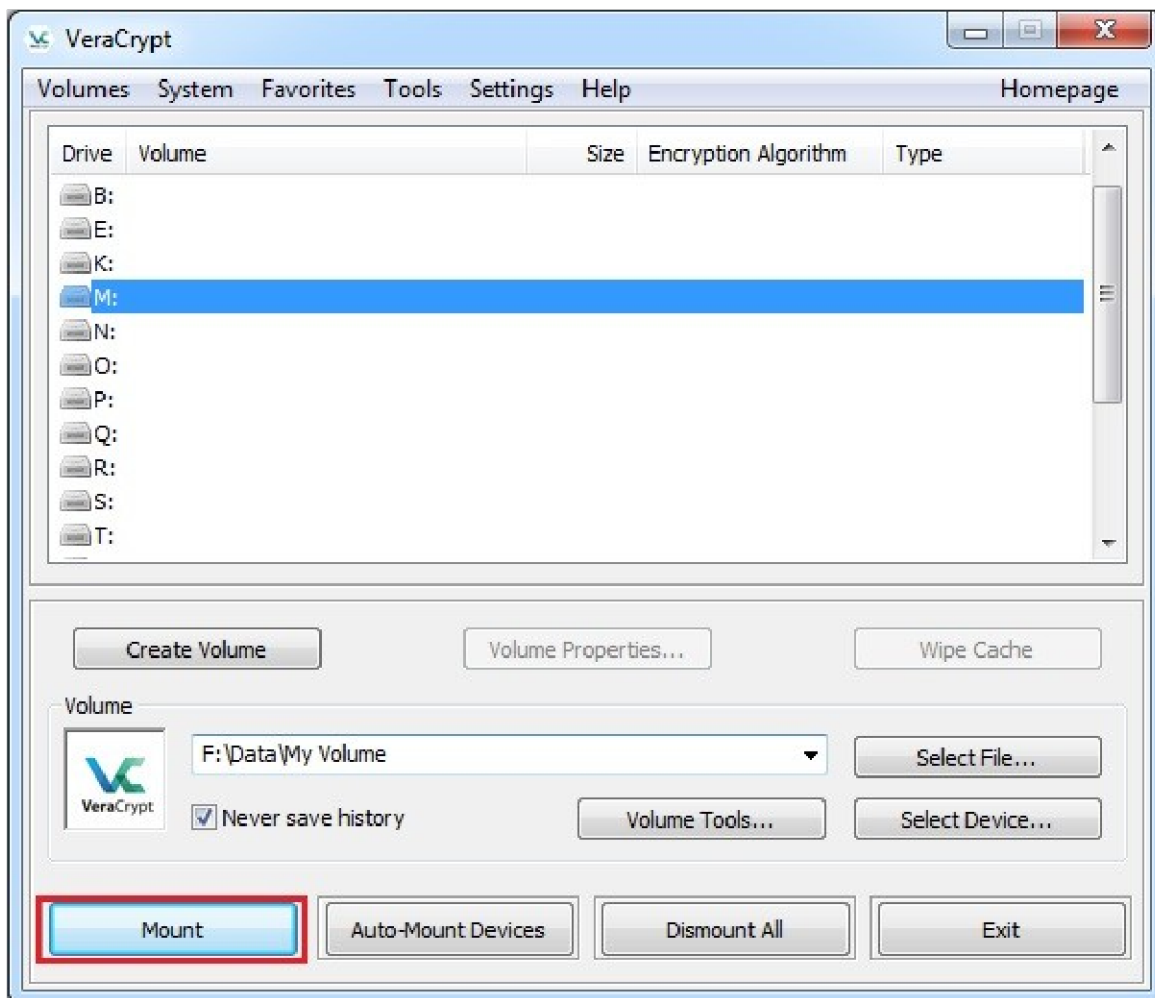 VeraCrypt
Volumes System Favorites Tools Settings Help Homepage
Drive Volume Size Encryption Algorithm Type
B:
E:
K:
M:
N:
O:
P:
Q:
R:
S:
T:
Create Volume Volume Properties... Wipe Cache
Volume
F:\Data\My Volume Select File...
VeraCrypt
Never save history Volume Tools... Select Device...
Mount Auto-Mount Devices Dismount All Exit